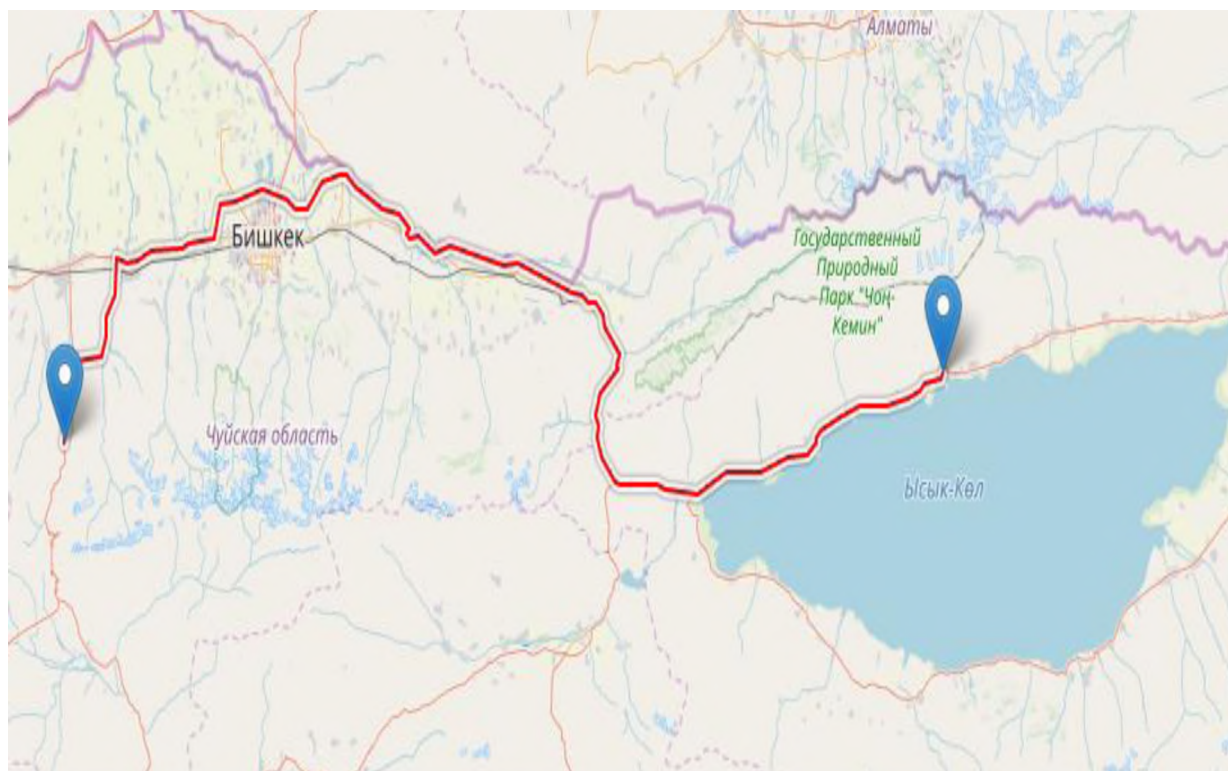 Алматы
Бишкек
Государственный
Природный
Парк "Чоң-
Кемин"
Чуйская область
Ысык-Көл